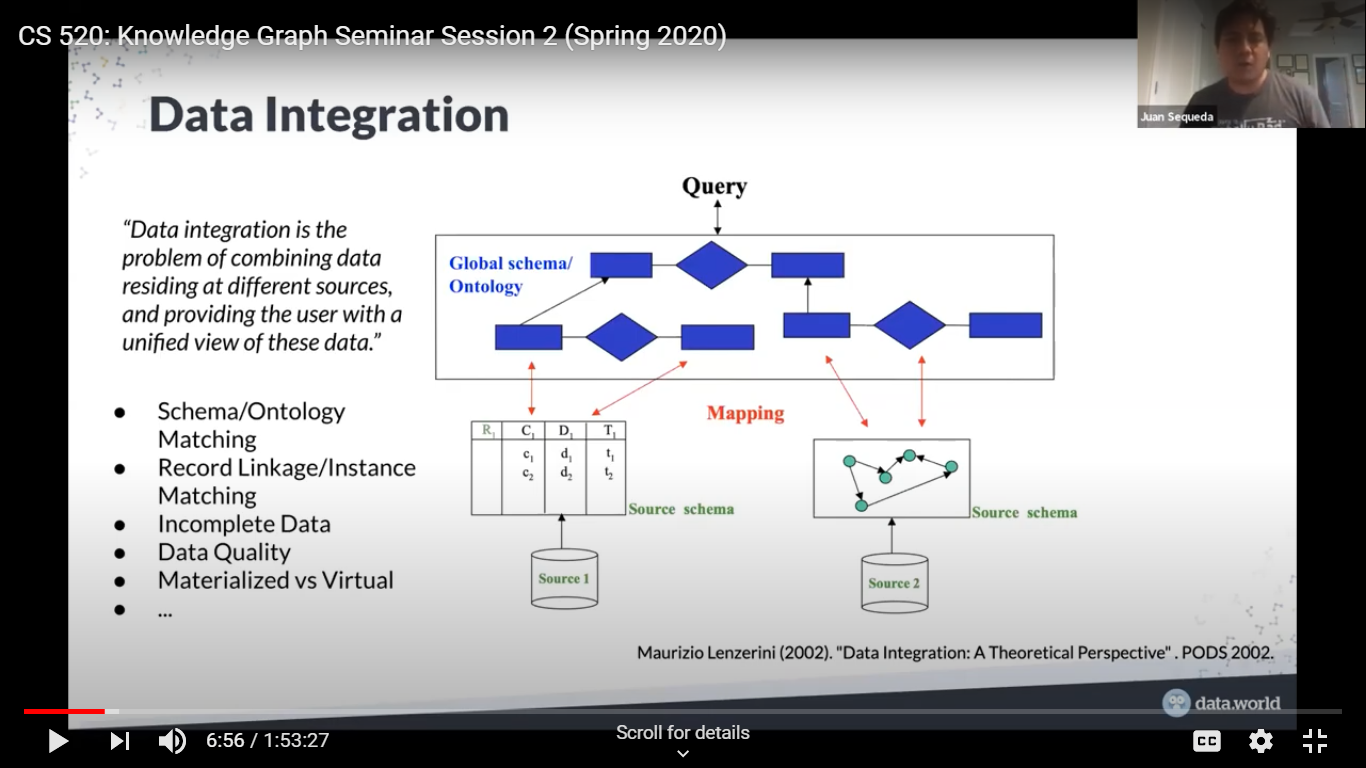 CS 520: Knowledge Graph Seminar Session 2 (Spring 2020)
Juan Sequeda
Data Integration
“Data integration is the
problem of combining data
residing at different sources,
and providing the user with a
unified view of these data.”
● Schema/Ontology
Matching
● Record Linkage/Instance
Matching
● Incomplete Data
● Data Quality
● Materialized vs Virtual
● ...
Query
Global schema/
Ontology
Mapping
R₁ C₁ D₁ T₁
c₁ d₁ t₁
c₂ d₂ t₂
Source schema
Source 1
Source schema
Source 2
Maurizio Lenzerini (2002). "Data Integration: A Theoretical Perspective" . PODS 2002.
data.world
6:56 / 1:53:27
Scroll for details
CC